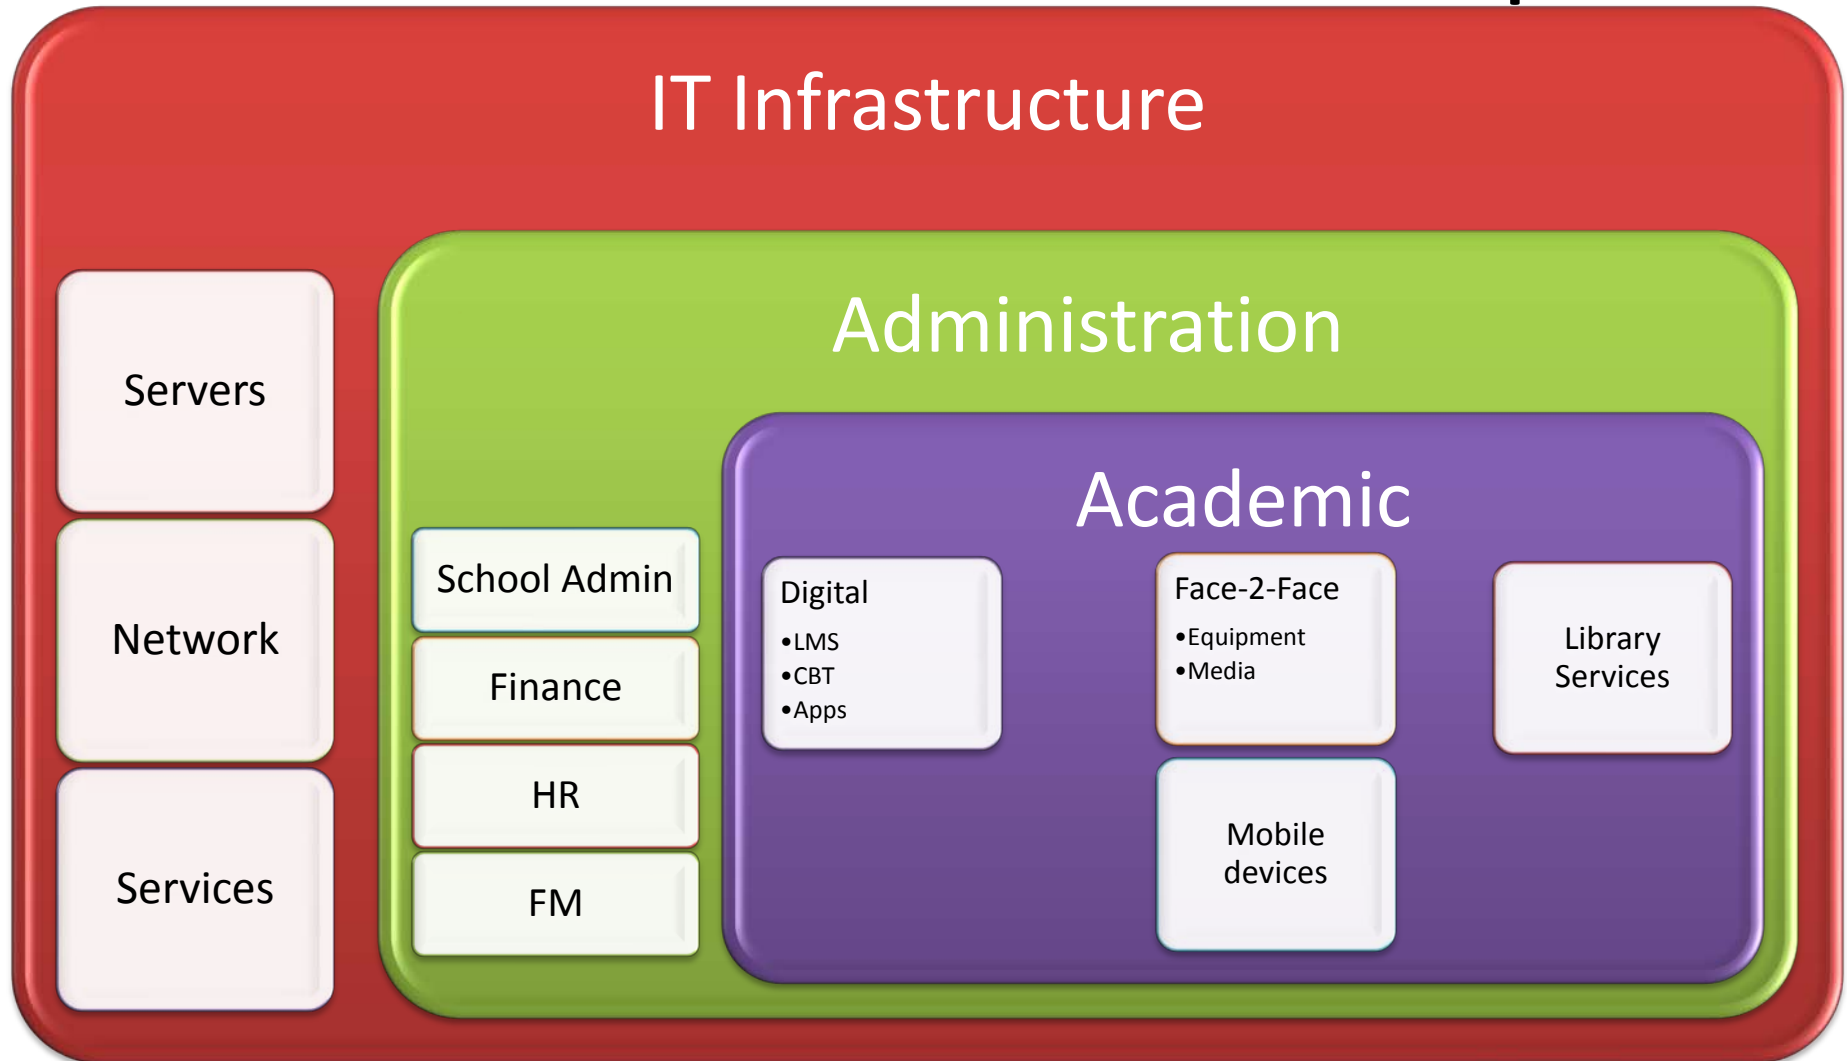 IT Infrastructure
Administration
Academic
Servers
Network
Services
School Admin
Finance
HR
FM
Digital
•LMS
•CBT
•Apps
Face-2-Face
•Equipment
•Media
Library
Services
Mobile
devices